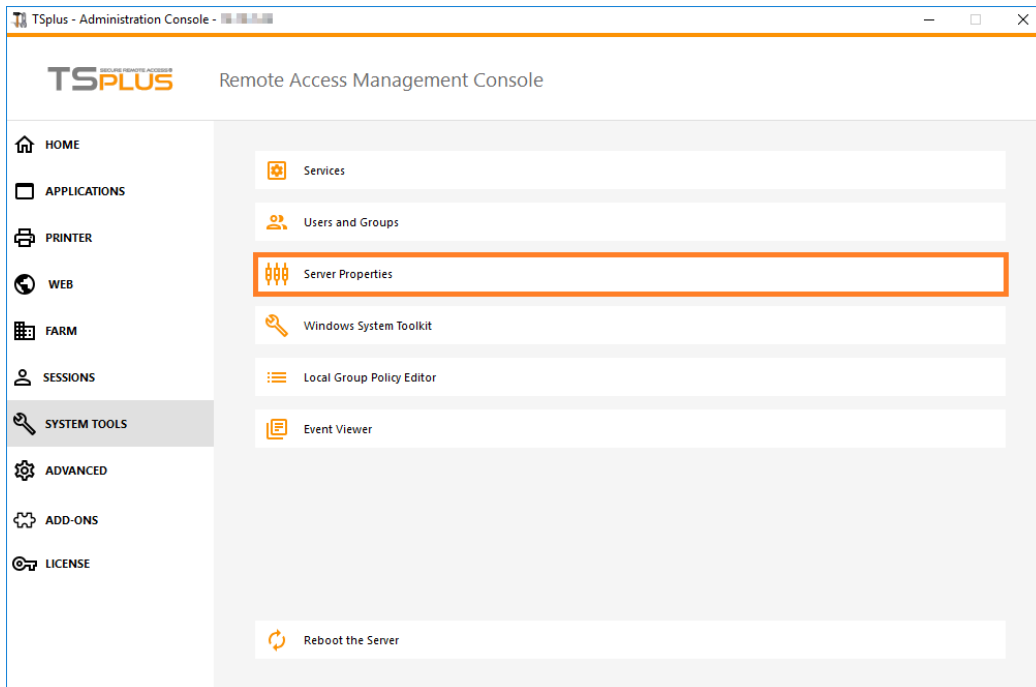 TSplus - Administration Console -
TSPLUS SECURE REMOTE ACCESS®
Remote Access Management Console
HOME
APPLICATIONS
PRINTER
WEB
FARM
SESSIONS
SYSTEM TOOLS
ADVANCED
ADD-ONS
LICENSE
Services
Users and Groups
Server Properties
Windows System Toolkit
Local Group Policy Editor
Event Viewer
Reboot the Server